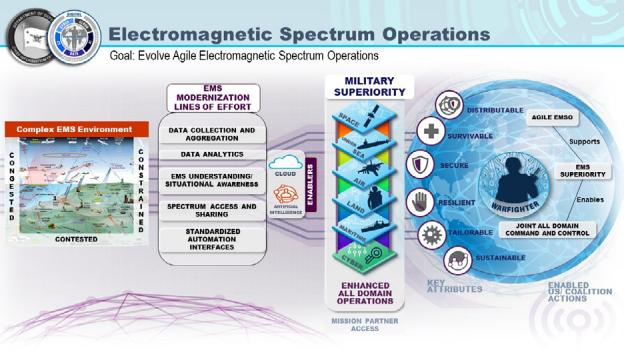 Electromagnetic Spectrum Operations
Goal: Evolve Agile Electromagnetic Spectrum Operations
Complex EMS Environment
CONGESTED
CONSTRAINED
CONTESTED
EMS
MODERNIZATION
LINES OF EFFORT
DATA COLLECTION AND
AGGREGATION
DATA ANALYTICS
EMS UNDERSTANDING/
SITUATIONAL AWARENESS
SPECTRUM ACCESS AND
SHARING
STANDARDIZED
AUTOMATION
INTERFACES
CLOUD
ARTIFICIAL
INTELLIGENCE
ENABLERS
MILITARY
SUPERIORITY
SPACE
UNDER
SEA
AIR
LAND
MARITIME
CYBER
ENHANCED
ALL DOMAIN
OPERATIONS
MISSION PARTNER
ACCESS
DISTRIBUTABLE
SURVIVABLE
SECURE
RESILIENT
TAILORABLE
SUSTAINABLE
KEY
ATTRIBUTES
WARFIGHTER
AGILE EMSO
Supports
EMS
SUPERIORITY
Enables
JOINT ALL DOMAIN
COMMAND AND CONTROL
ENABLED
US/ COALITION
ACTIONS